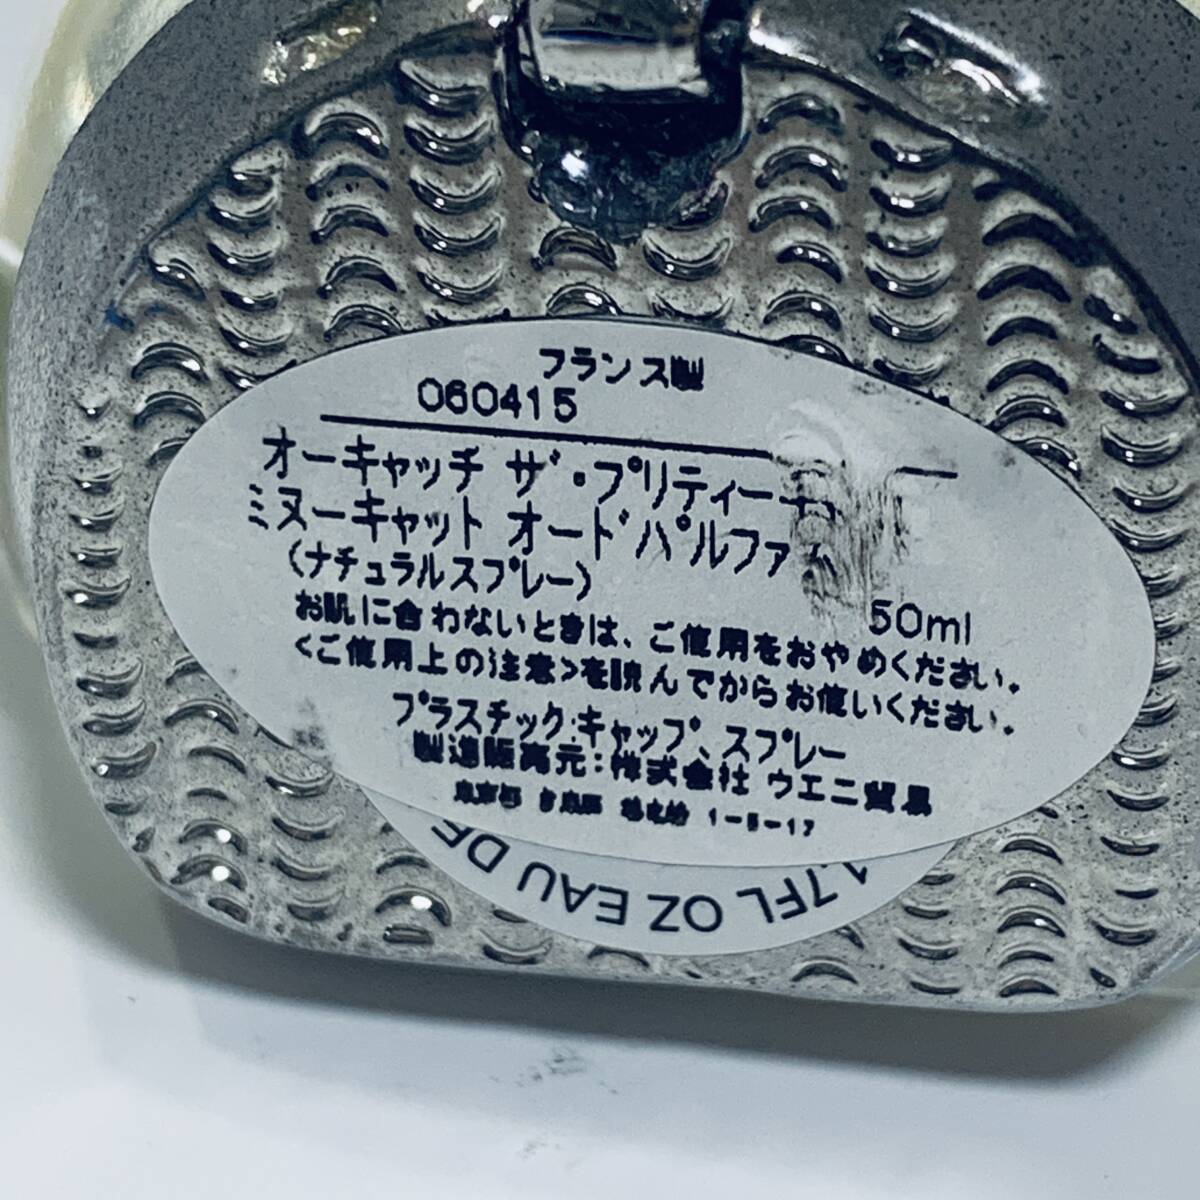 フランス製
060415
オーキャッチ ザ・プリティー
ミヌーキャット オードパルファ
(ナチュラルスプレー)
50ml
お肌に合わないときは、ご使用をおやめください。
<ご使用上の注意>を読んでからお使いください。
プラスチック:キャップ、スプレー
製造販売元:株式会社 ウエニ貿易
1-5-17
1.7FL OZ EAU DE